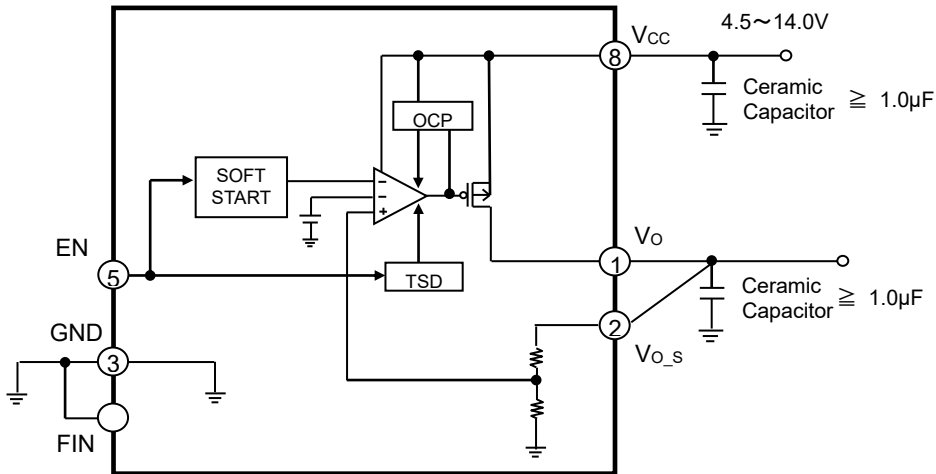 4.5～14.0V
VCC
8
Ceramic
Capacitor ≧ 1.0µF
OCP
SOFT
START
EN
5
TSD
VO
1
Ceramic
Capacitor ≧ 1.0µF
2
VO_S
GND
3
FIN